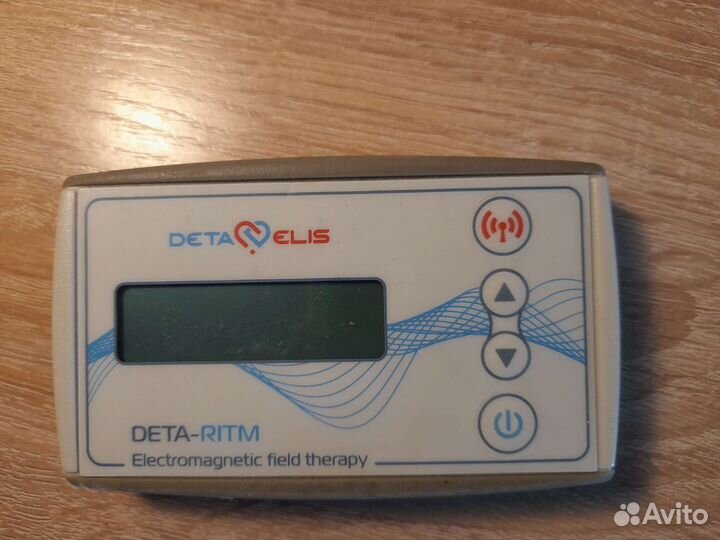 DETA ELIS
DETA-RITM
Electromagnetic field therapy
Avito